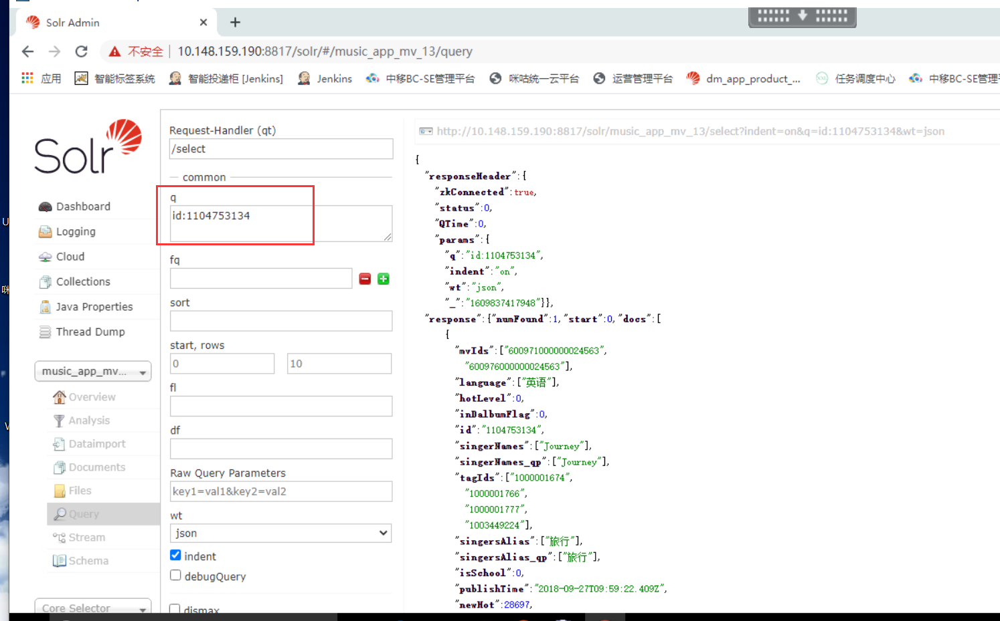 Solr Admin
不安全 10.148.159.190:8817/solr/#/music_app_mv_13/query
应用 智能标签系统 智能投递柜 [Jenkins] Jenkins 中移BC-SE管理平台 咪咕统一云平台 运营管理平台 dm_app_product_... 任务调度中心 中移BC-SE管理
Solr
Dashboard
Logging
Cloud
Collections
Java Properties
Thread Dump
music_app_mv...
Overview
Analysis
Dataimport
Documents
Files
Query
Stream
Schema
Core Selector
Request-Handler (qt)
/select
common
q
id:1104753134
fq
sort
start, rows
0 10
fl
df
Raw Query Parameters
key1=val1&key2=val2
wt
json
indent
debugQuery
dismax
http://10.148.159.190:8817/solr/music_app_mv_13/select?indent=on&q=id:1104753134&wt=json
{
"responseHeader":{
"zkConnected":true,
"status":0,
"QTime":0,
"params":{
"q":"id:1104753134",
"indent":"on",
"wt":"json",
"_":"1609837417948"}},
"response":{"numFound":1,"start":0,"docs":[
{
"mvIds":["600971000000024563",
"600976000000024563"],
"language":["英语"],
"hotLevel":0,
"inDalbumFlag":0,
"id":"1104753134",
"singerNames":["Journey"],
"singerNames_qp":["Journey"],
"tagIds":["1000001674",
"1000001766",
"1000001777",
"1003449224"],
"singersAlias":["旅行"],
"singersAlias_qp":["旅行"],
"isSchool":0,
"publishTime":"2018-09-27T09:59:22.409Z",
"newHot":28697,